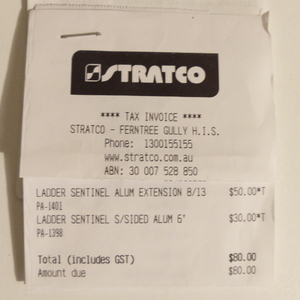 STRATCO
**** TAX INVOICE ****
STRATCO - FERNTREE GULLY H.I.S.
Phone: 1300155155
www.stratco.com.au
ABN: 30 007 528 850
LADDER SENTINEL ALUM EXTENSION 8/13 $50.00*T
PA-1401
LADDER SENTINEL S/SIDED ALUM 6' $30.00*T
PA-1398
Total (includes GST) $80.00
Amount due $80.00